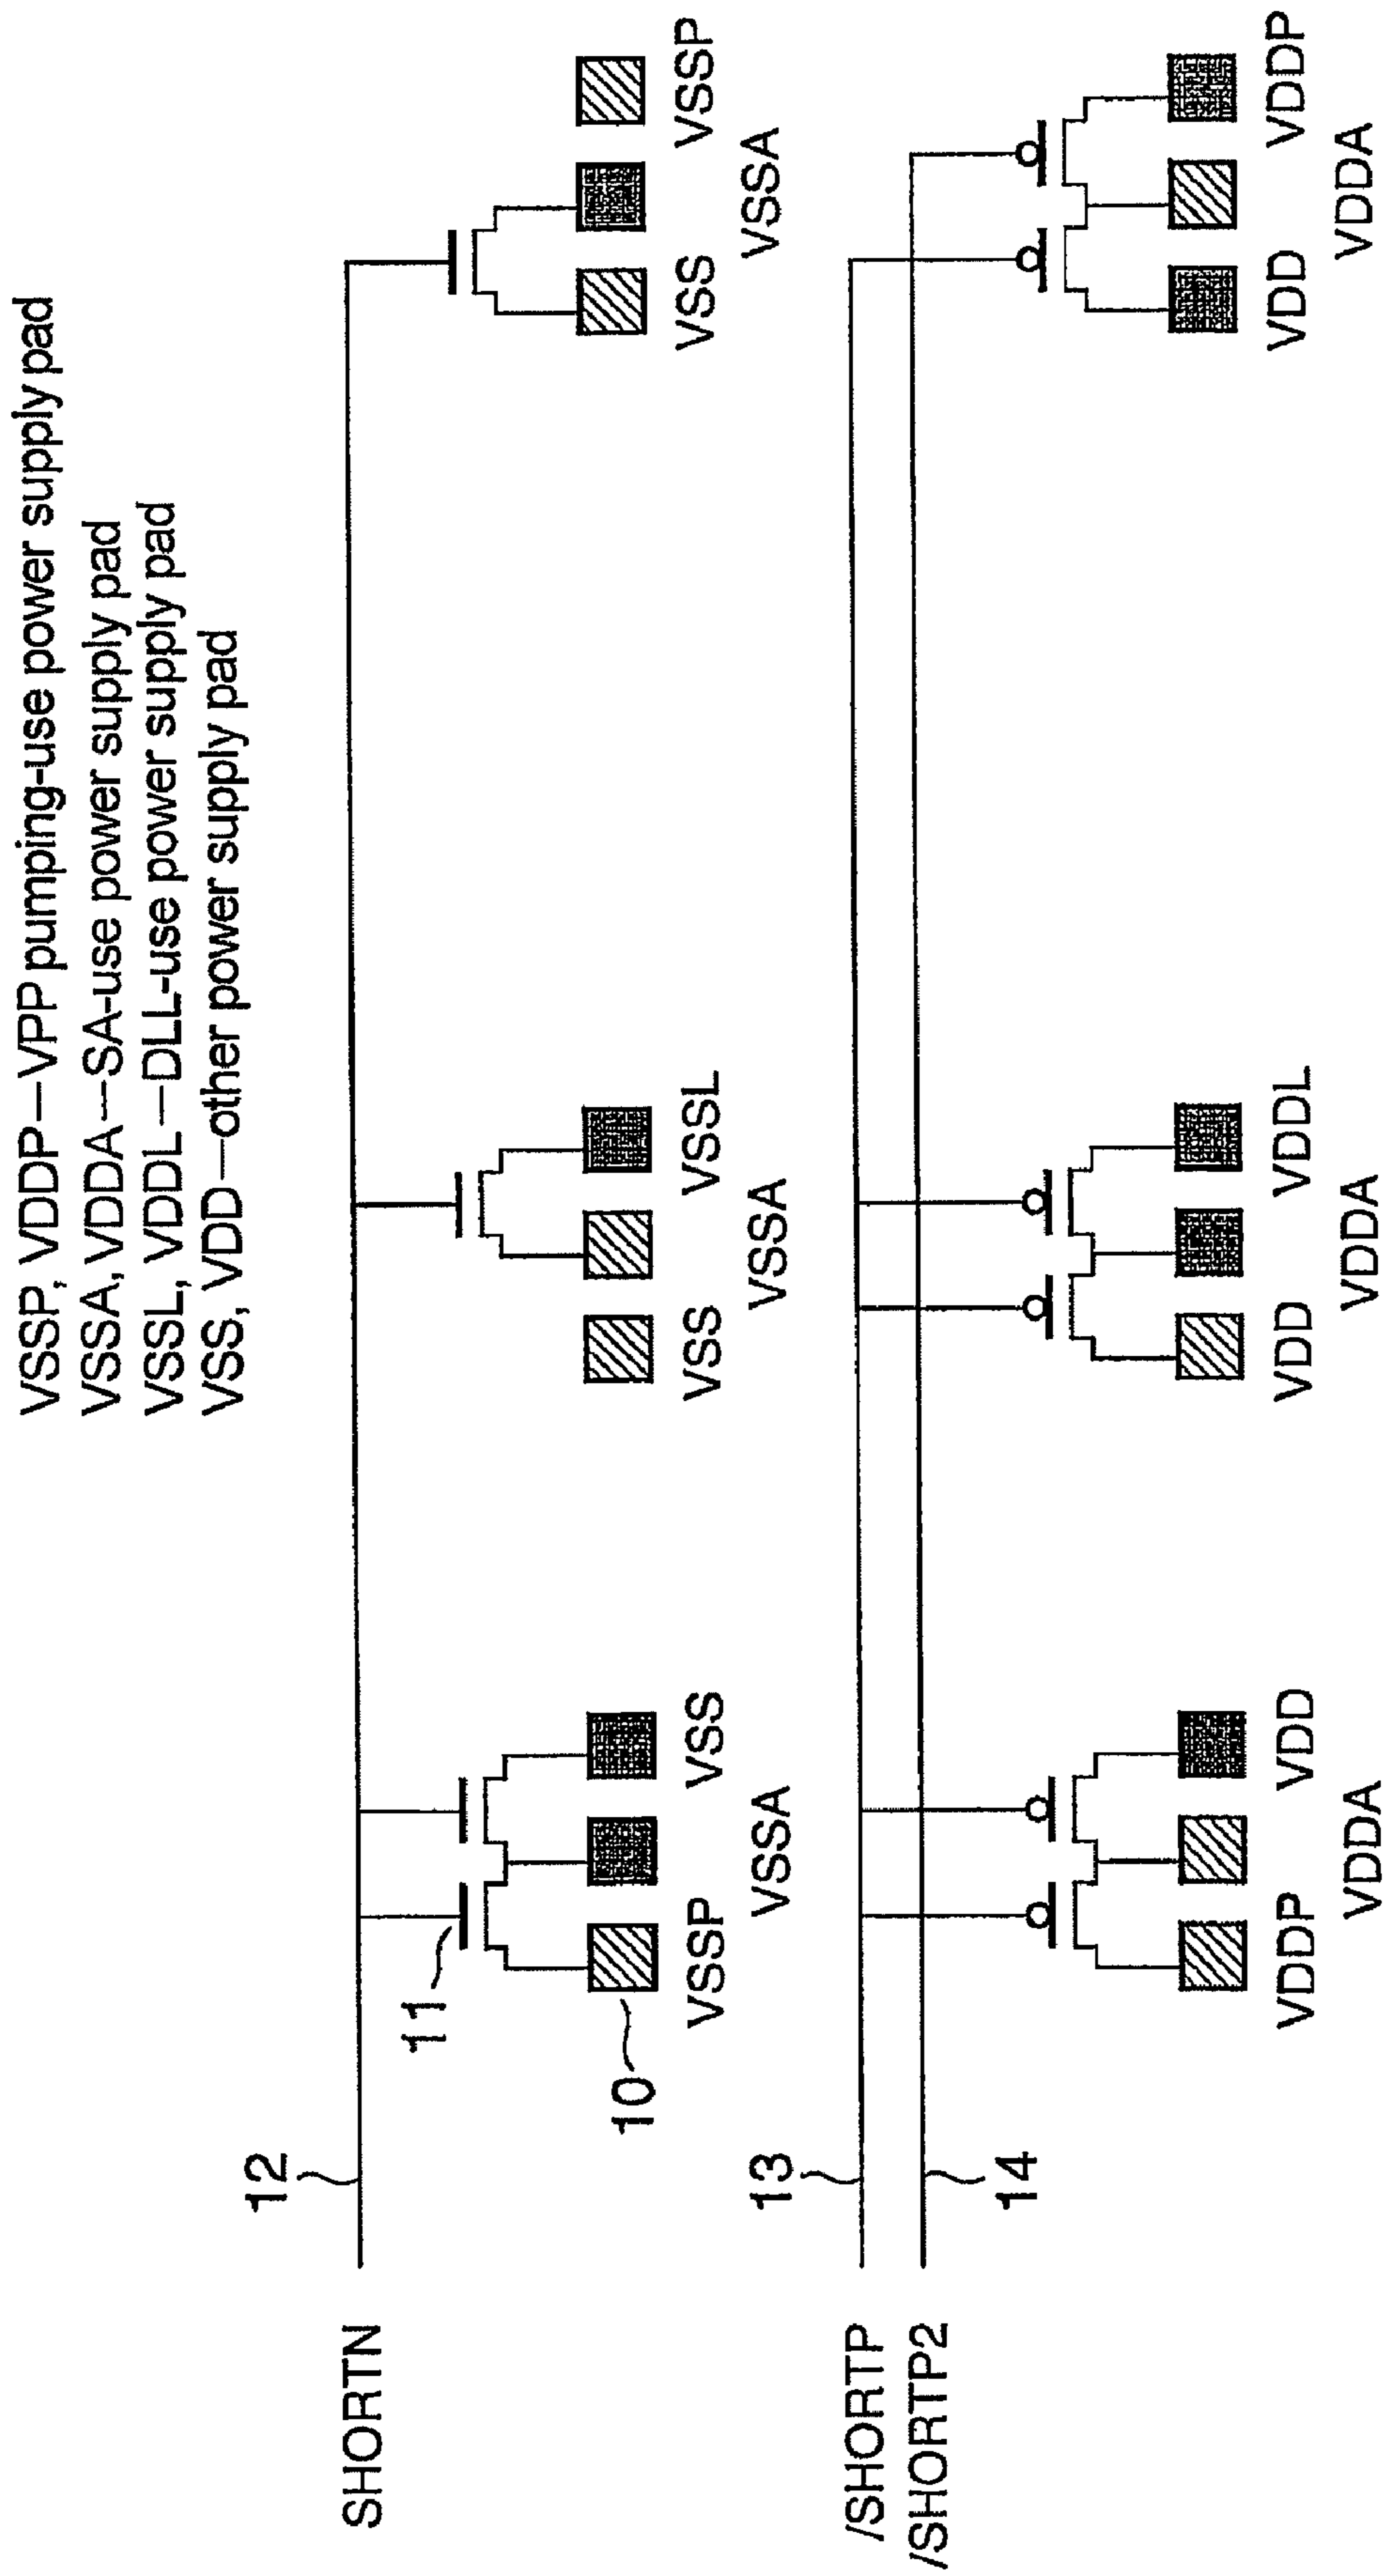 VSSP, VDDP—VPP pumping-use power supply pad
VSSA, VDDA---SA-use power supply pad
VSSL, VDDL—DLL-use power supply pad
VSS, VDD—other power supply pad
12
SHORTN
11
10
VSSP
VSS
VSSA
VSS
VSSL
VSSA
VSS
VSSP
VSSA
13
/SHORTP
/SHORTP2
14
VDDP
VDD
VDDA
VDD
VDDL
VDDA
VDD
VDDP
VDDA